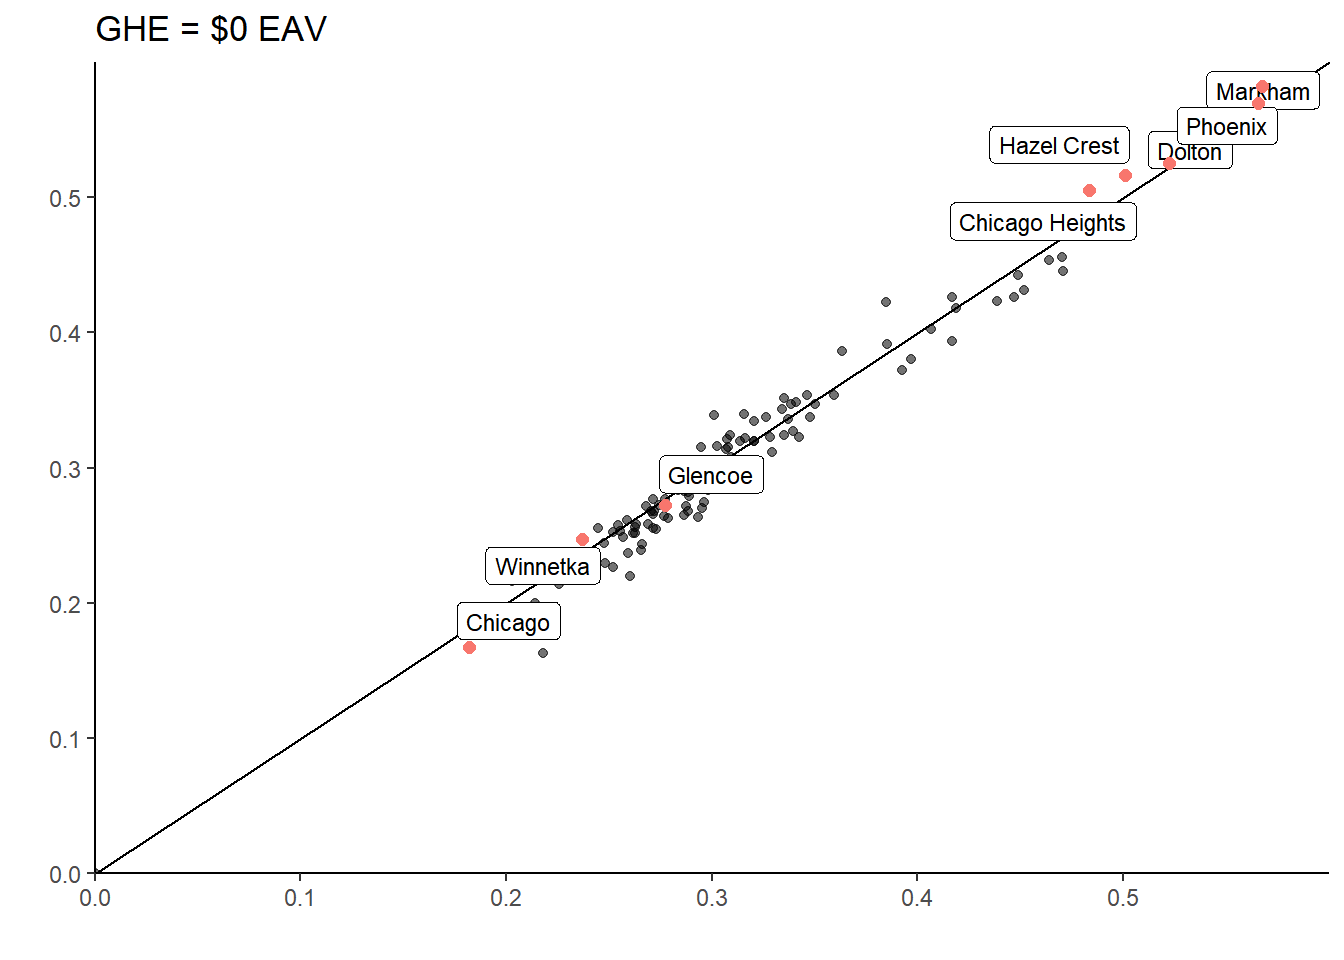 GHE = $0 EAV
Markham
Phoenix
Hazel Crest
Dolton
0.5
Chicago Heights
0.4
0.3
Glencoe
Winnetka
0.2
Chicago
0.1
0.0
0.0 0.1 0.2 0.3 0.4 0.5